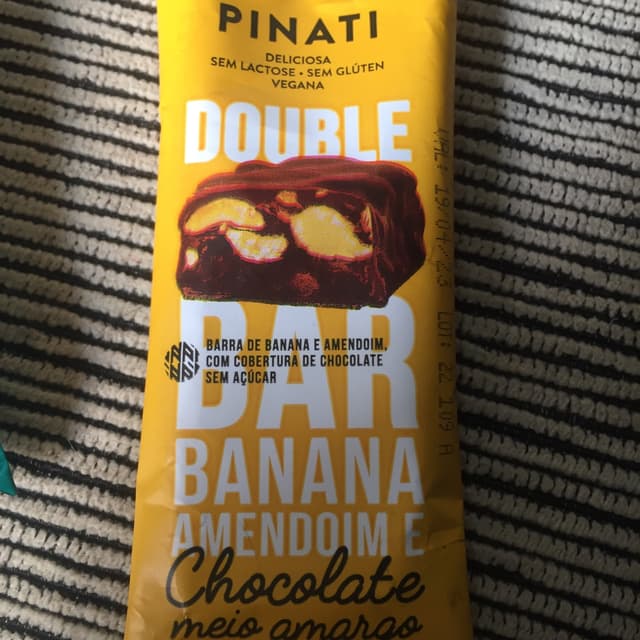 PINATI
DELICIOSA
SEM LACTOSE • SEM GLÚTEN
VEGANA
DOUBLE
BAR
BARRA DE BANANA E AMENDOIM,
COM COBERTURA DE CHOCOLATE
SEM AÇÚCAR
BANANA
AMENDOIM E
Chocolate
meio amargo